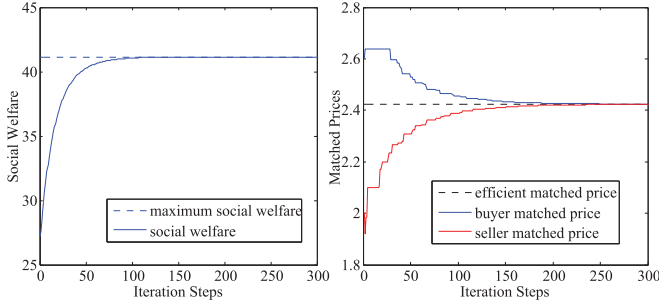 45
40
35
30
25
Social Welfare
maximum social welfare
social welfare
0 50 100 150 200 250 300
Iteration Steps
2.8
2.6
2.4
2.2
2
1.8
Matched Prices
efficient matched price
buyer matched price
seller matched price
0 50 100 150 200 250 300
Iteration Steps